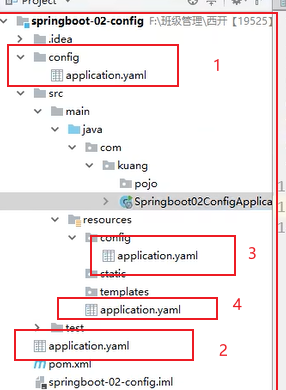 Project
springboot-02-config F:\班级管理\西开【19525】
.idea
config
application.yaml
1
src
main
java
com
kuang
pojo
Springboot02ConfigApplica
resources
config
application.yaml
3
static
templates
application.yaml
4
test
application.yaml
2
pom.xml
springboot-02-config.iml